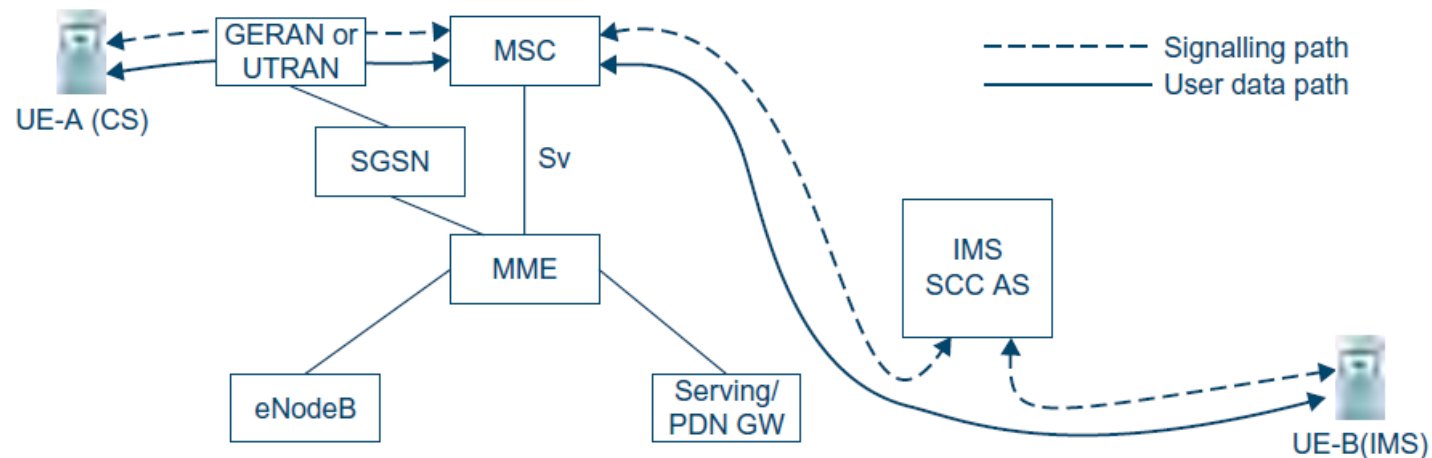 GERAN or
UTRAN
MSC
Signalling path
User data path
UE-A (CS)
SGSN
Sv
MME
IMS
SCC AS
eNodeB
Serving/
PDN GW
UE-B(IMS)